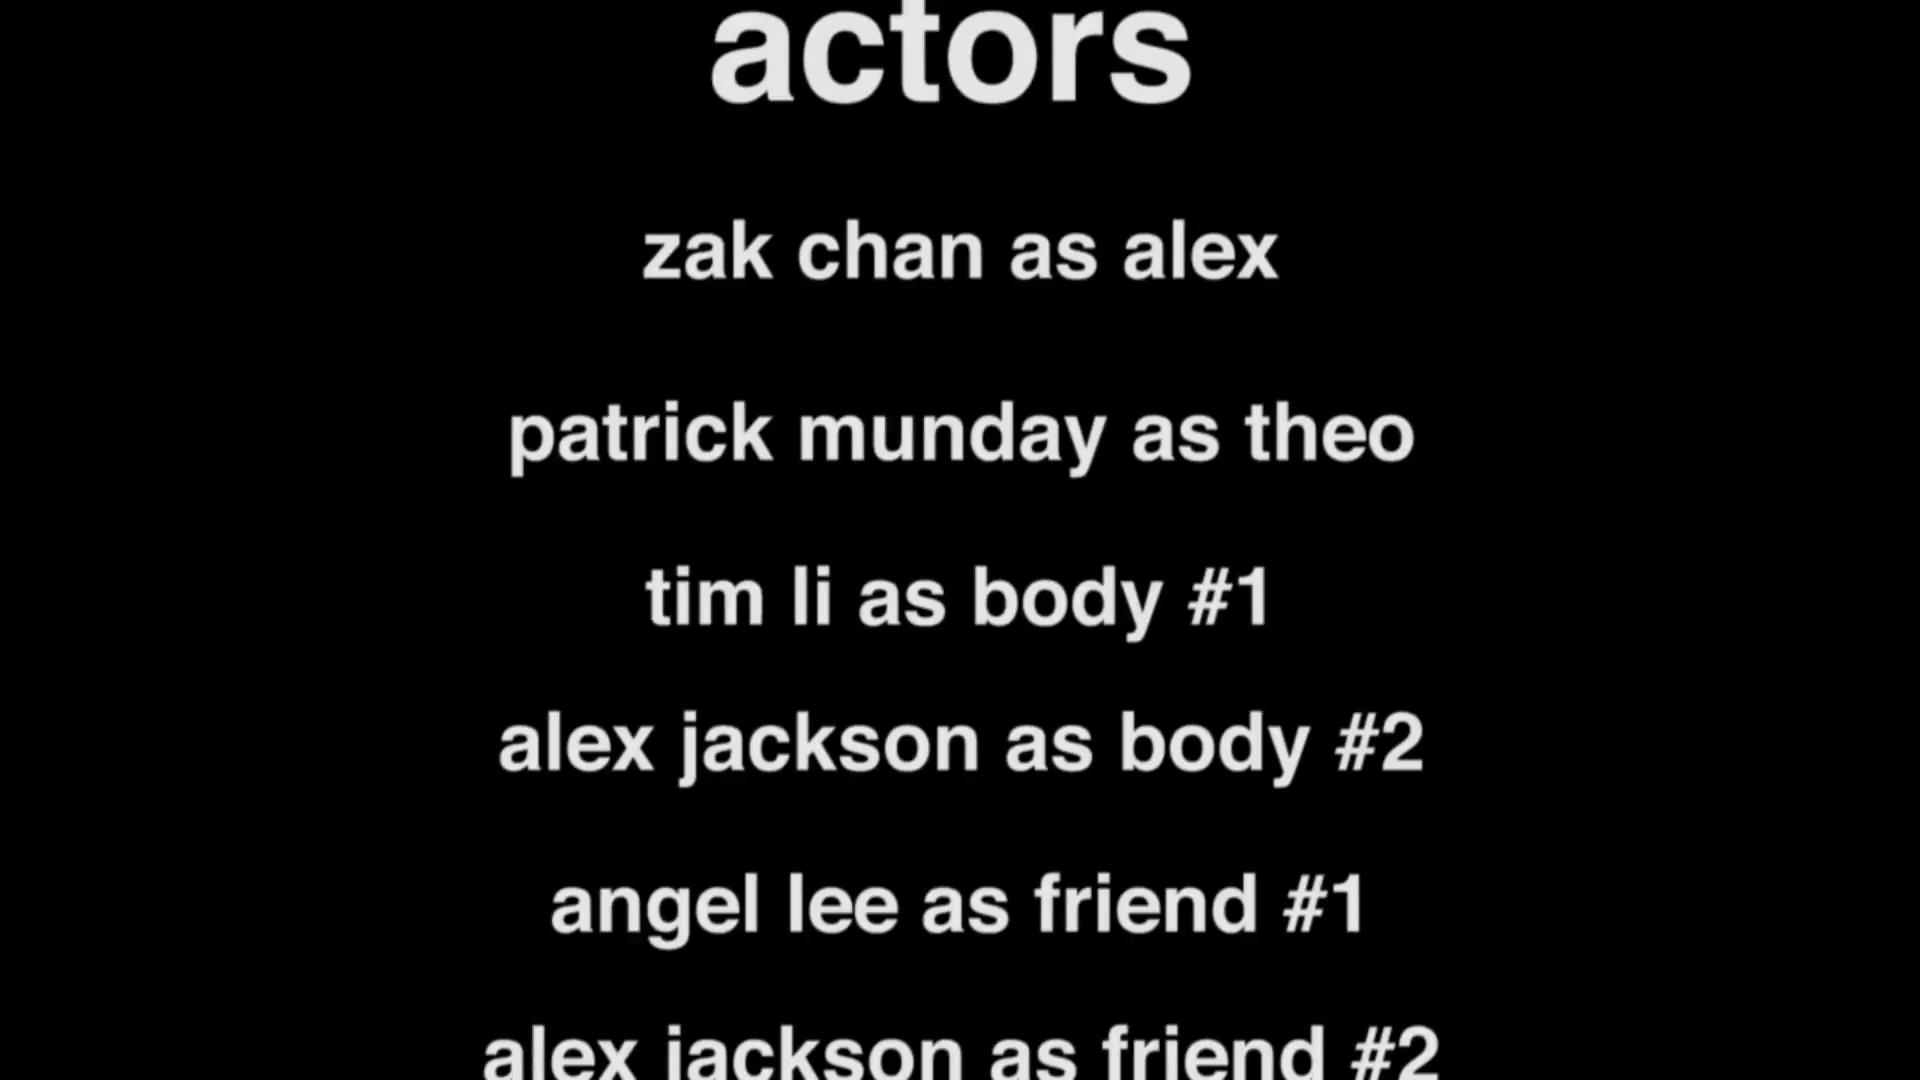 actors
zak chan as alex
patrick munday as theo
tim li as body #1
alex jackson as body #2
angel lee as friend #1
alex jackson as friend #2